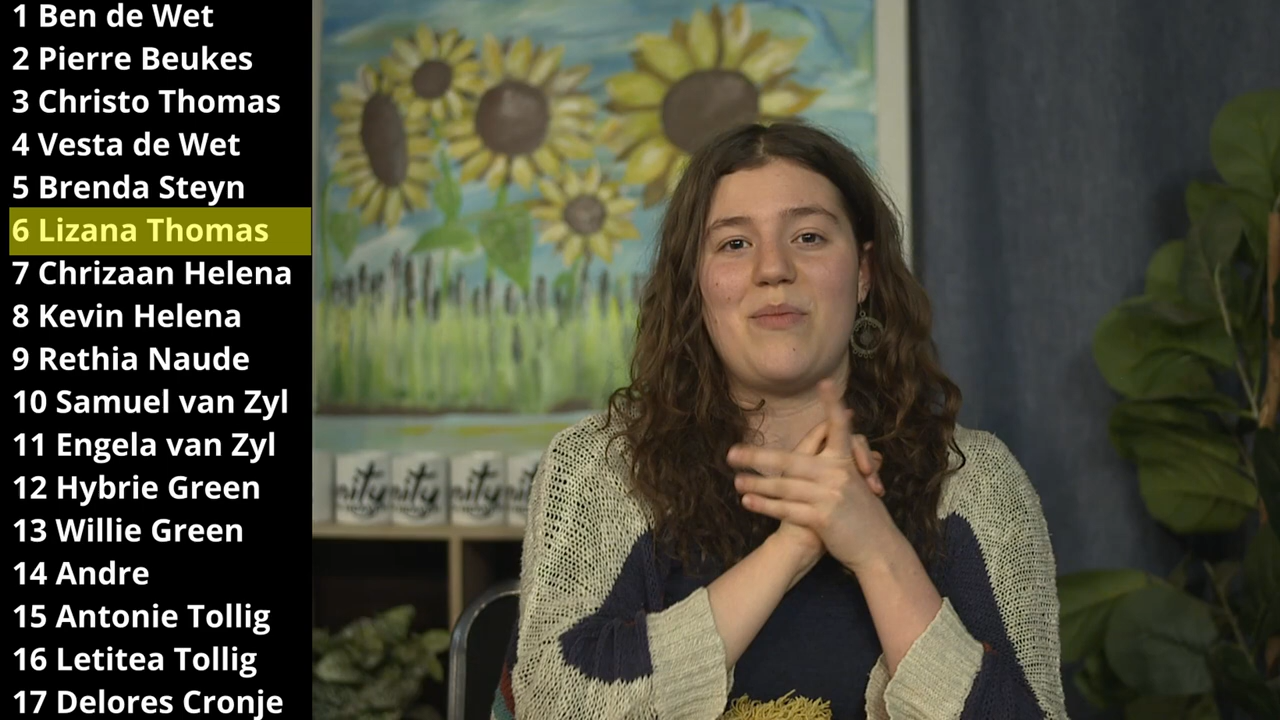 1 Ben de Wet
2 Pierre Beukes
3 Christo Thomas
4 Vesta de Wet
5 Brenda Steyn
6 Lizana Thomas
7 Chrizaan Helena
8 Kevin Helena
9 Rethia Naude
10 Samuel van Zyl
11 Engela van Zyl
12 Hybrie Green
13 Willie Green
14 Andre
15 Antonie Tollig
16 Letitea Tollig
17 Delores Cronje